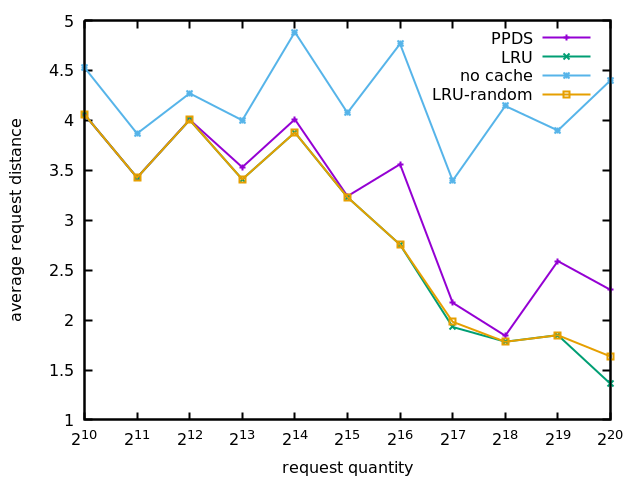 5
4.5
4
3.5
3
2.5
2
1.5
1
average request distance
PPDS
LRU
no cache
LRU-random
2^10 2^11 2^12 2^13 2^14 2^15 2^16 2^17 2^18 2^19 2^20
request quantity